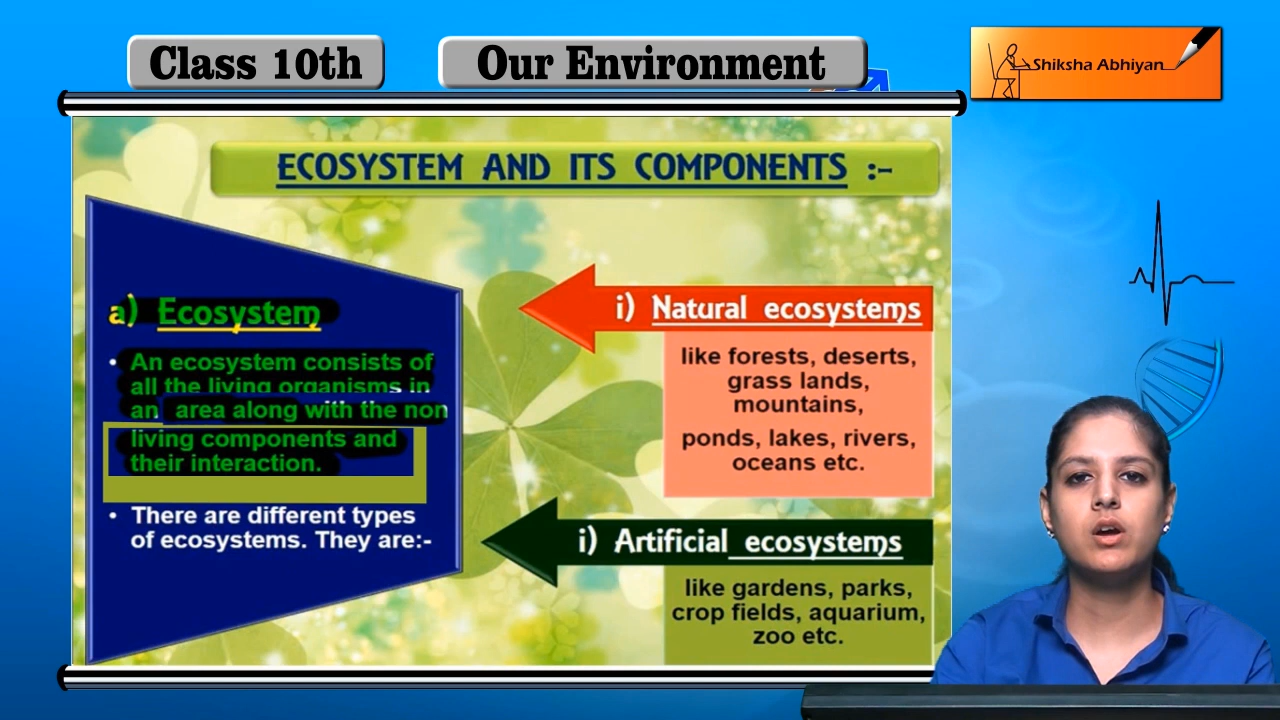 Class 10th
Our Environment
Shiksha Abhiyan
ECOSYSTEM AND ITS COMPONENTS :-
a) Ecosystem
• An ecosystem consists of
all the living organisms in
an area along with the non
living components and
their interaction.
• There are different types
of ecosystems. They are:-
i) Natural ecosystems
like forests, deserts,
grass lands,
mountains,
ponds, lakes, rivers,
oceans etc.
i) Artificial ecosystems
like gardens, parks,
crop fields, aquarium,
zoo etc.